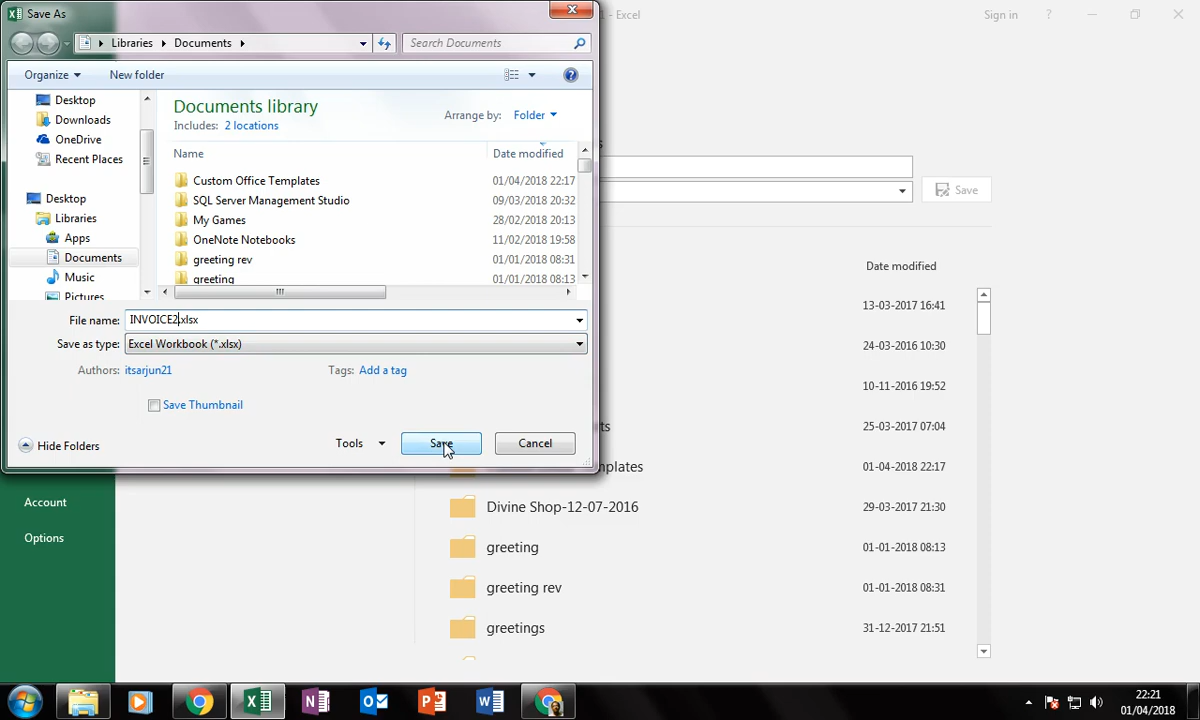 Save As
1 - Excel
Sign in
?
Libraries
Documents
Search Documents
Organize
New folder
Desktop
Downloads
OneDrive
Recent Places
Desktop
Libraries
Apps
Documents
Music
Pictures
Documents library
Includes: 2 locations
Arrange by: Folder
Name
Date modified
Custom Office Templates 01/04/2018 22:17
SQL Server Management Studio 09/03/2018 20:32
My Games 28/02/2018 20:13
OneNote Notebooks 11/02/2018 19:58
greeting rev 01/01/2018 08:31
greeting 01/01/2018 08:13
File name: INVOICE2.xlsx
Save as type: Excel Workbook (*.xlsx)
Authors: itsarjun21
Tags: Add a tag
Save Thumbnail
Hide Folders
Tools
Save
Cancel
Save
Date modified
13-03-2017 16:41
24-03-2016 10:30
10-11-2016 19:52
ts 25-03-2017 07:04
mplates 01-04-2018 22:17
Divine Shop-12-07-2016 29-03-2017 21:30
greeting 01-01-2018 08:13
greeting rev 01-01-2018 08:31
greetings 31-12-2017 21:51
Account
Options
22:21
01/04/2018